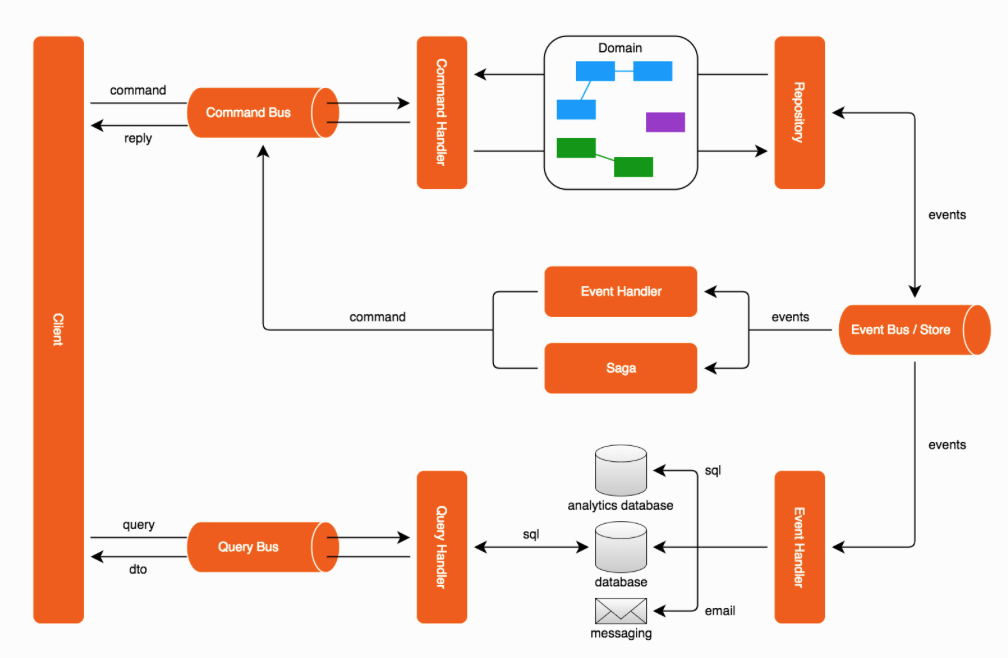 Domain
command
Command Bus
reply
Command Handler
Repository
events
Event Handler
command
events
Event Bus / Store
Client
Saga
events
sql
analytics database
query
Query Bus
dto
Query Handler
sql
Event Handler
database
email
messaging